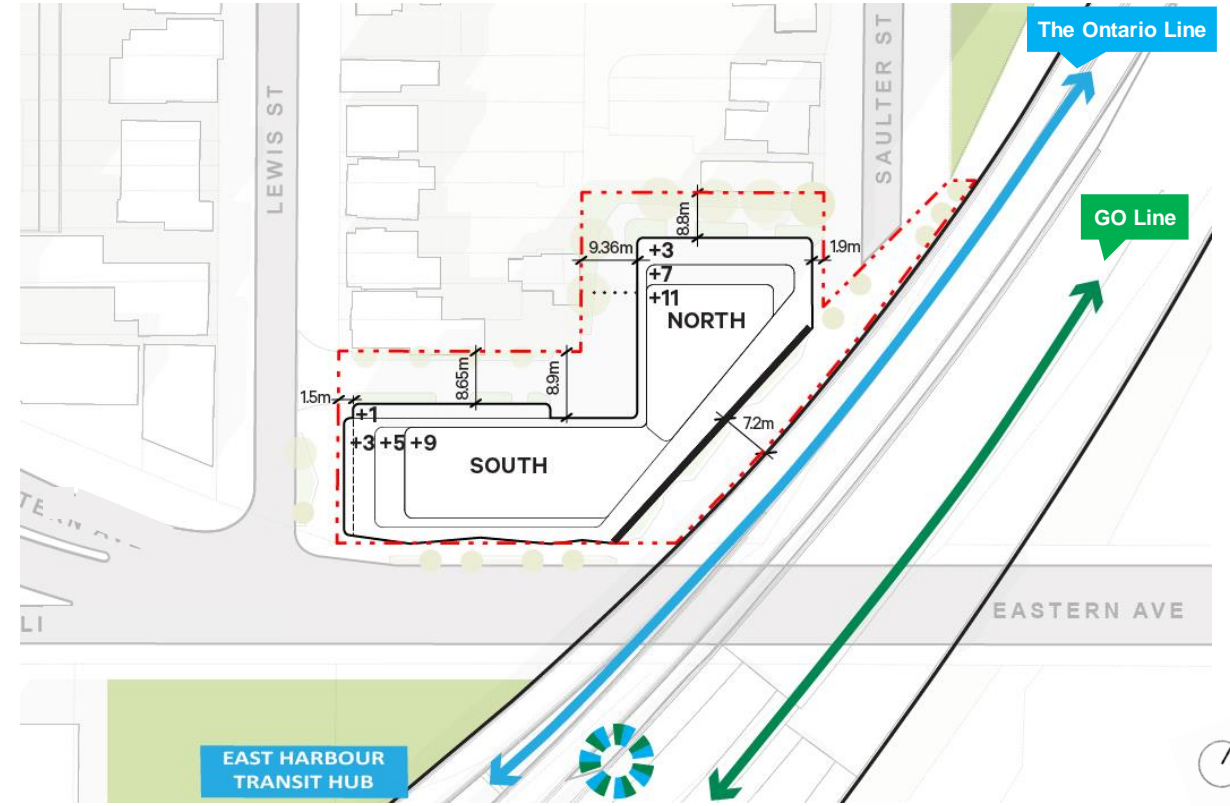 The Ontario Line
SAULTER ST
LEWIS ST
GO Line
8.8m
9.36m
1.9m
+3
+7
+11
NORTH
8.65m
8.9m
1.5m
+1
+3 +5 +9
7.2m
SOUTH
EASTERN AVE
LI
EAST HARBOUR
TRANSIT HUB